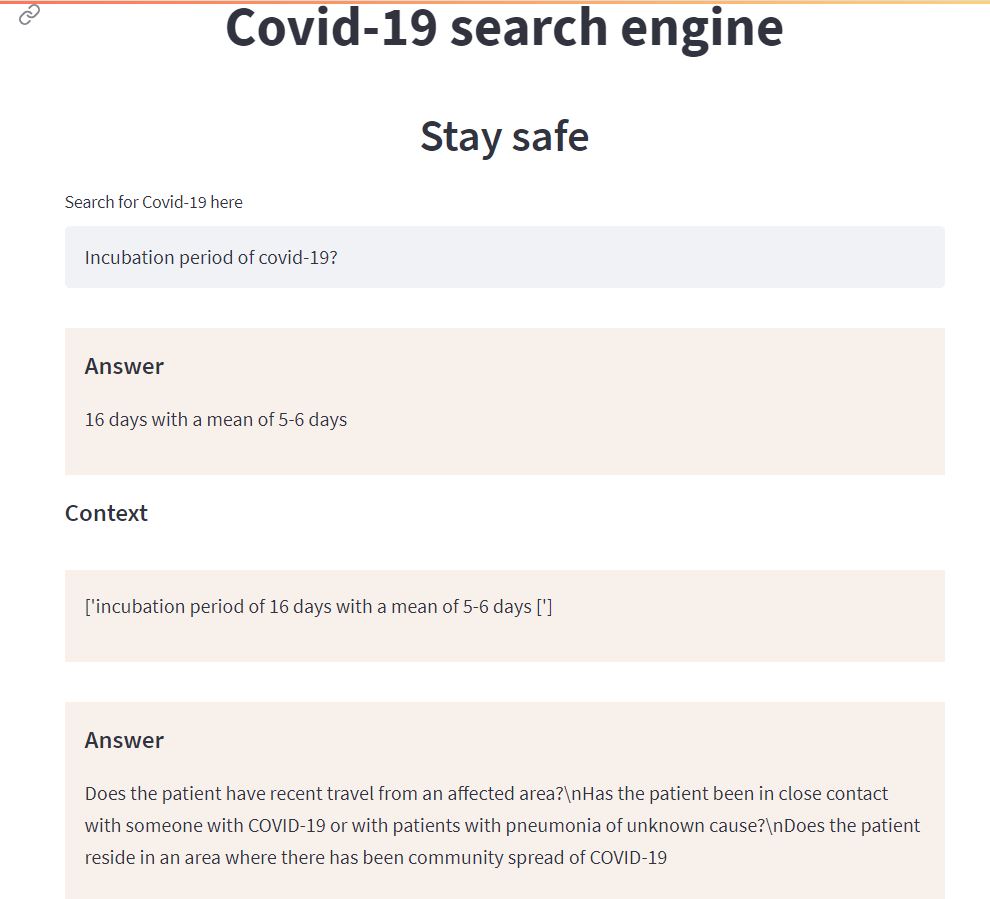 Covid-19 search engine
Stay safe
Search for Covid-19 here
Incubation period of covid-19?
Answer
16 days with a mean of 5-6 days
Context
['incubation period of 16 days with a mean of 5-6 days [']
Answer
Does the patient have recent travel from an affected area?\nHas the patient been in close contact
with someone with COVID-19 or with patients with pneumonia of unknown cause?\nDoes the patient
reside in an area where there has been community spread of COVID-19